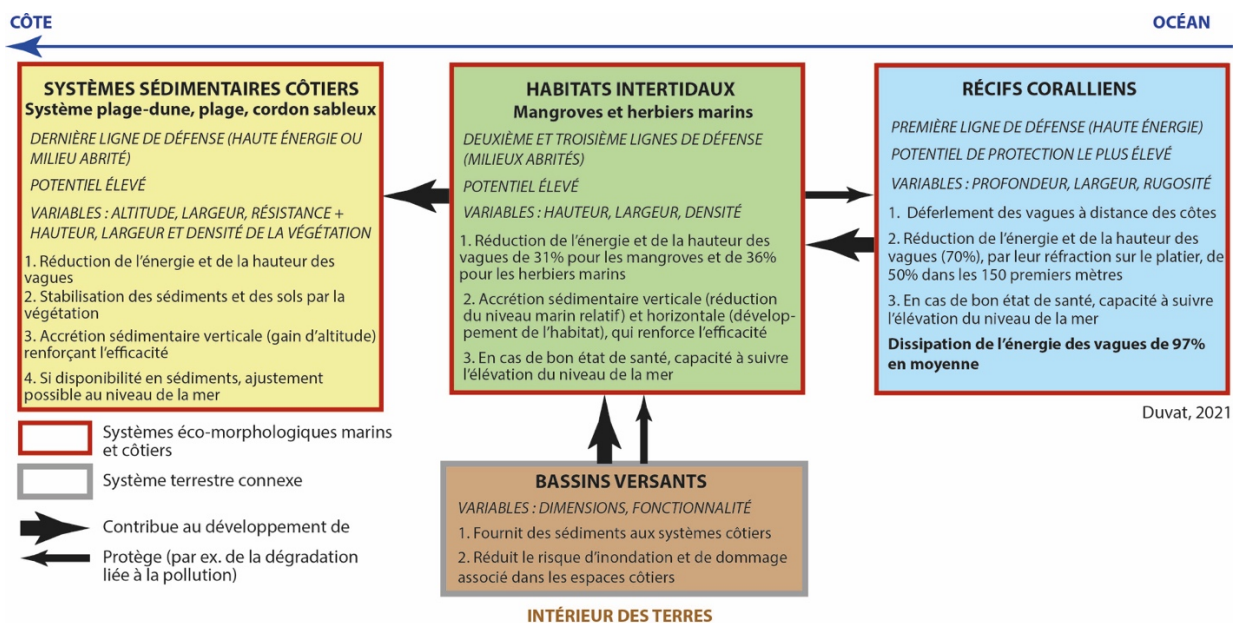 CÔTE
OCÉAN
SYSTÈMES SÉDIMENTAIRES CÔTIERS
Système plage-dune, plage, cordon sableux
DERNIÈRE LIGNE DE DÉFENSE (HAUTE ÉNERGIE OU
MILIEU ABRITÉ)
POTENTIEL ÉLEVÉ
VARIABLES : ALTITUDE, LARGEUR, RÉSISTANCE +
HAUTEUR, LARGEUR ET DENSITÉ DE LA VÉGÉTATION
1. Réduction de l'énergie et de la hauteur des
vagues
2. Stabilisation des sédiments et des sols par la
végétation
3. Accrétion sédimentaire verticale (gain d'altitude)
renforçant l'efficacité
4. Si disponibilité en sédiments, ajustement
possible au niveau de la mer
HABITATS INTERTIDAUX
Mangroves et herbiers marins
DEUXIÈME ET TROISIÈME LIGNES DE DÉFENSE
(MILIEUX ABRITÉS)
POTENTIEL ÉLEVÉ
VARIABLES : HAUTEUR, LARGEUR, DENSITÉ
1. Réduction de l'énergie et de la hauteur des
vagues de 31% pour les mangroves et de 36%
pour les herbiers marins
2. Accrétion sédimentaire verticale (réduction
du niveau marin relatif) et horizontale (dévelop-
pement de l'habitat), qui renforce l'efficacité
3. En cas de bon état de santé, capacité à suivre
l'élévation du niveau de la mer
RÉCIFS CORALLIENS
PREMIÈRE LIGNE DE DÉFENSE (HAUTE ÉNERGIE)
POTENTIEL DE PROTECTION LE PLUS ÉLEVÉ
VARIABLES : PROFONDEUR, LARGEUR, RUGOSITÉ
1. Déferlement des vagues à distance des côtes
2. Réduction de l'énergie et de la hauteur des
vagues (70%), par leur réfraction sur le platier, de
50% dans les 150 premiers mètres
3. En cas de bon état de santé, capacité à suivre
l'élévation du niveau de la mer
Dissipation de l'énergie des vagues de 97%
en moyenne
Duvat, 2021
Systèmes éco-morphologiques marins
et côtiers
Système terrestre connexe
Contribue au développement de
Protège (par ex. de la dégradation
liée à la pollution)
BASSINS VERSANTS
VARIABLES : DIMENSIONS, FONCTIONNALITÉ
1. Fournit des sédiments aux systèmes côtiers
2. Réduit le risque d'inondation et de dommage
associé dans les espaces côtiers
INTÉRIEUR DES TERRES